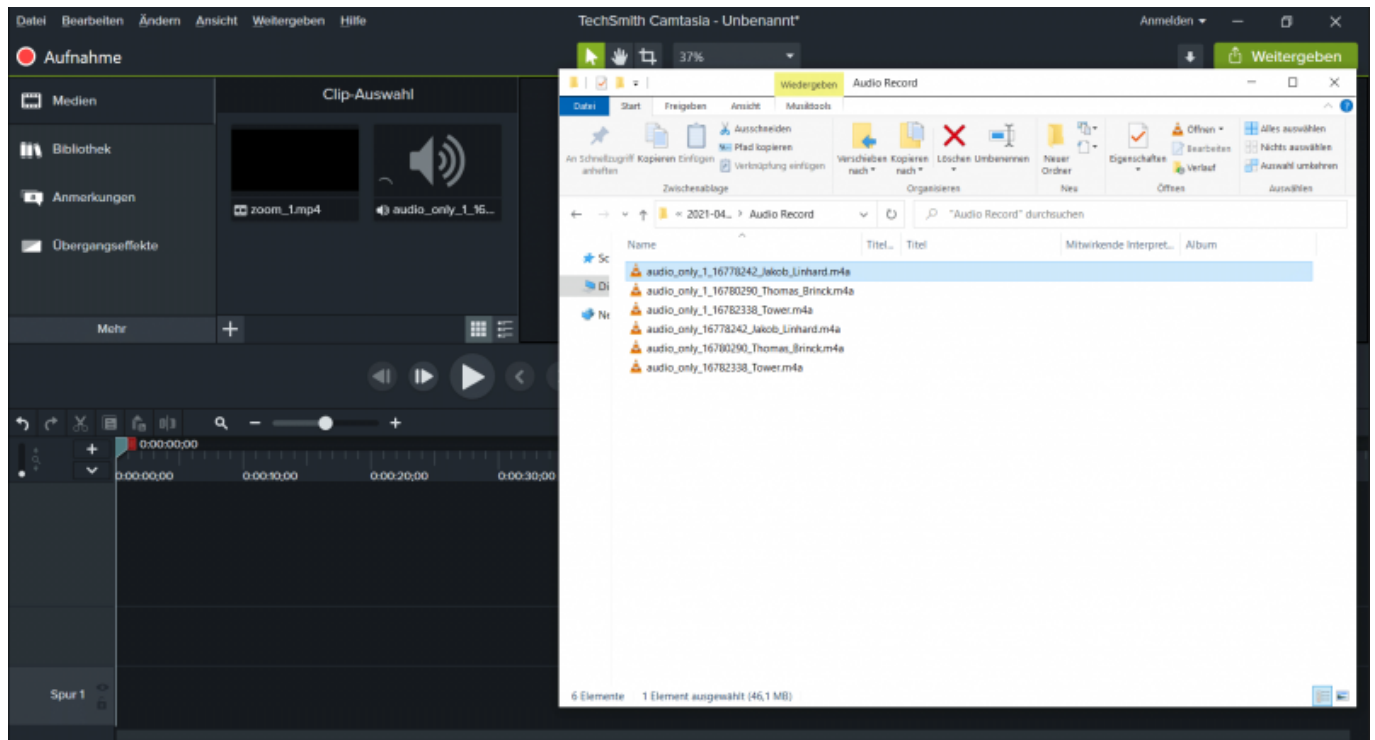 Datei Bearbeiten Ändern Ansicht Weitergeben Hilfe
TechSmith Camtasia - Unbenannt*
Anmelden
Aufnahme
37%
Weitergeben
Medien
Bibliothek
Anmerkungen
Übergangseffekte
Mehr
Clip-Auswahl
zoom_1.mp4
audio_only_1_16...
0:00:00;00
0:00:00;00 0:00:10;00 0:00:20;00 0:00:30;00
Spur 1
Wiedergeben Audio Record
Datei Start Freigeben Ansicht Musiktools
An Schnellzugriff anheften
Kopieren Einfügen
Ausschneiden
Pfad kopieren
Verknüpfung einfügen
Zwischenablage
Verschieben nach
Kopieren nach
Löschen Umbenennen
Organisieren
Neuer Ordner
Neu
Eigenschaften
Öffnen
Bearbeiten
Verlauf
Öffnen
Alles auswählen
Nichts auswählen
Auswahl umkehren
Auswählen
« 2021-04... > Audio Record
"Audio Record" durchsuchen
Name Titel... Titel Mitwirkende Interpret... Album
Sc
Di
Ne
audio_only_1_16778242_Jakob_Linhard.m4a
audio_only_1_16780290_Thomas_Brinck.m4a
audio_only_1_16782338_Tower.m4a
audio_only_16778242_Jakob_Linhard.m4a
audio_only_16780290_Thomas_Brinck.m4a
audio_only_16782338_Tower.m4a
6 Elemente 1 Element ausgewählt (46,1 MB)